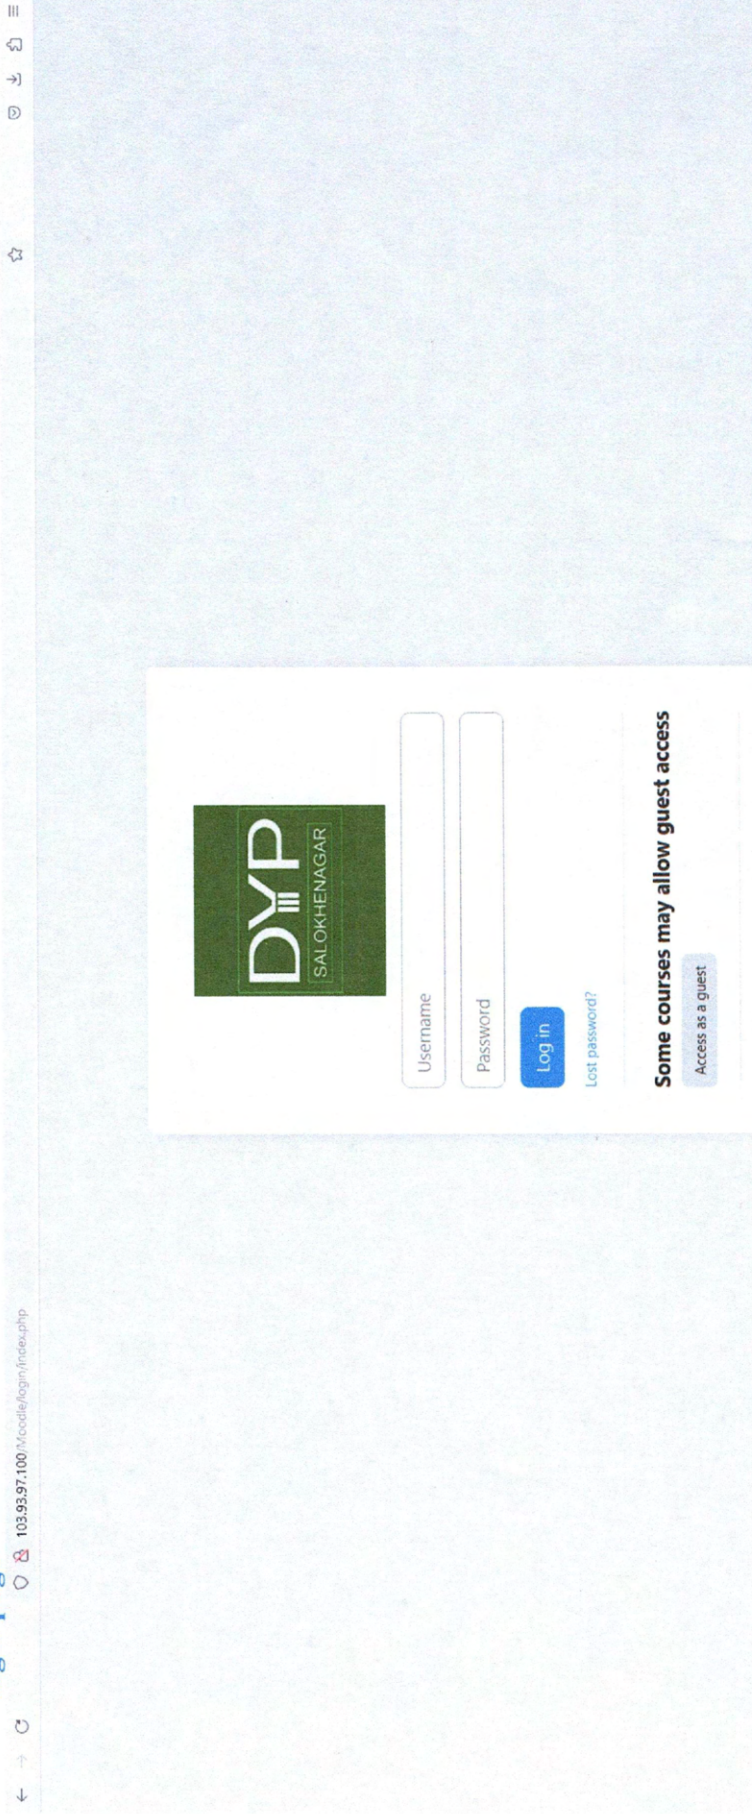 103.93.97.100/Moodle/login/index.php
DYP
SALOKHENAGAR
Username
Password
Log in
Lost password?
Some courses may allow guest access
Access as a guest